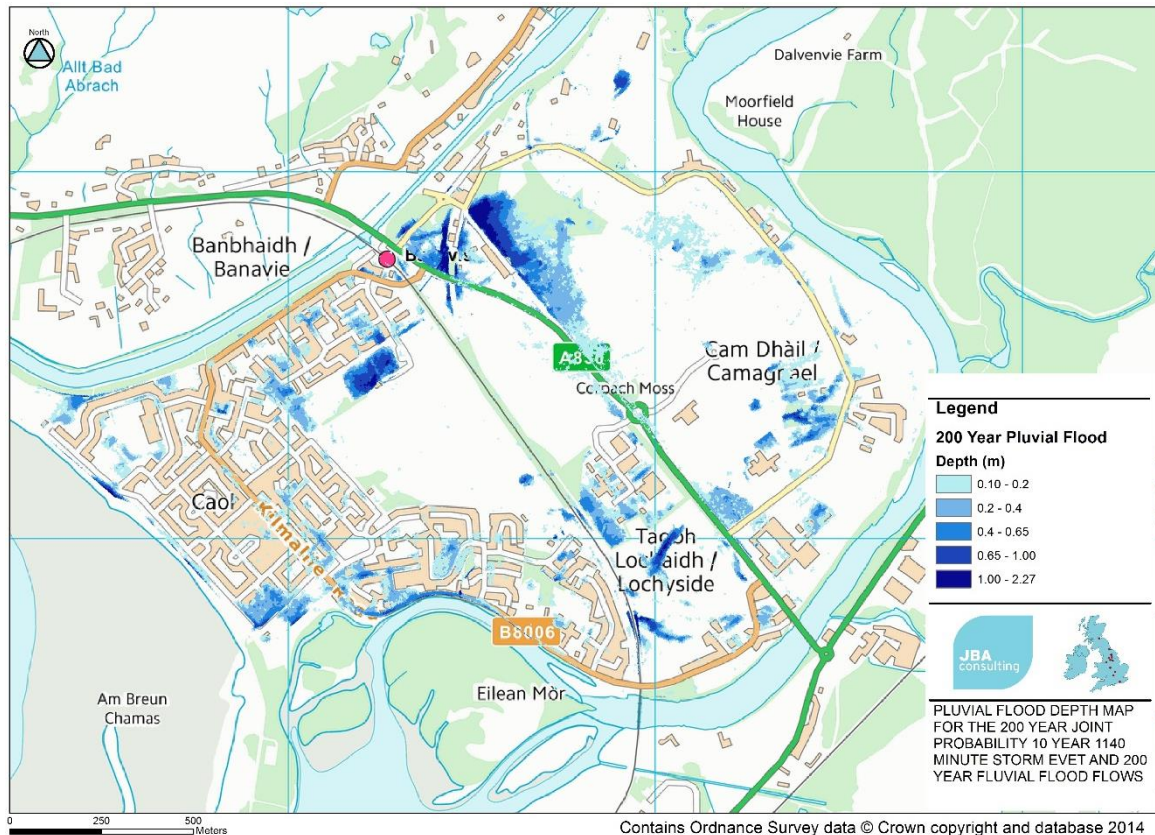 North
Allt Bad
Abrach
Dalvenvie Farm
Moorfield
House
Banbhaidh /
Banavie
A830
Cam Dhàil /
Camaghael
Corpach Moss
Caol
Kilmallie R
Taobh
Lochaidh /
Lochyside
B8006
Eilean Mòr
Am Breun
Chamas
Legend
200 Year Pluvial Flood
Depth (m)
0.10 - 0.2
0.2 - 0.4
0.4 - 0.65
0.65 - 1.00
1.00 - 2.27
JBA
consulting
PLUVIAL FLOOD DEPTH MAP
FOR THE 200 YEAR JOINT
PROBABILITY 10 YEAR 1140
MINUTE STORM EVET AND 200
YEAR FLUVIAL FLOOD FLOWS
0 250 500
Meters
Contains Ordnance Survey data © Crown copyright and database 2014